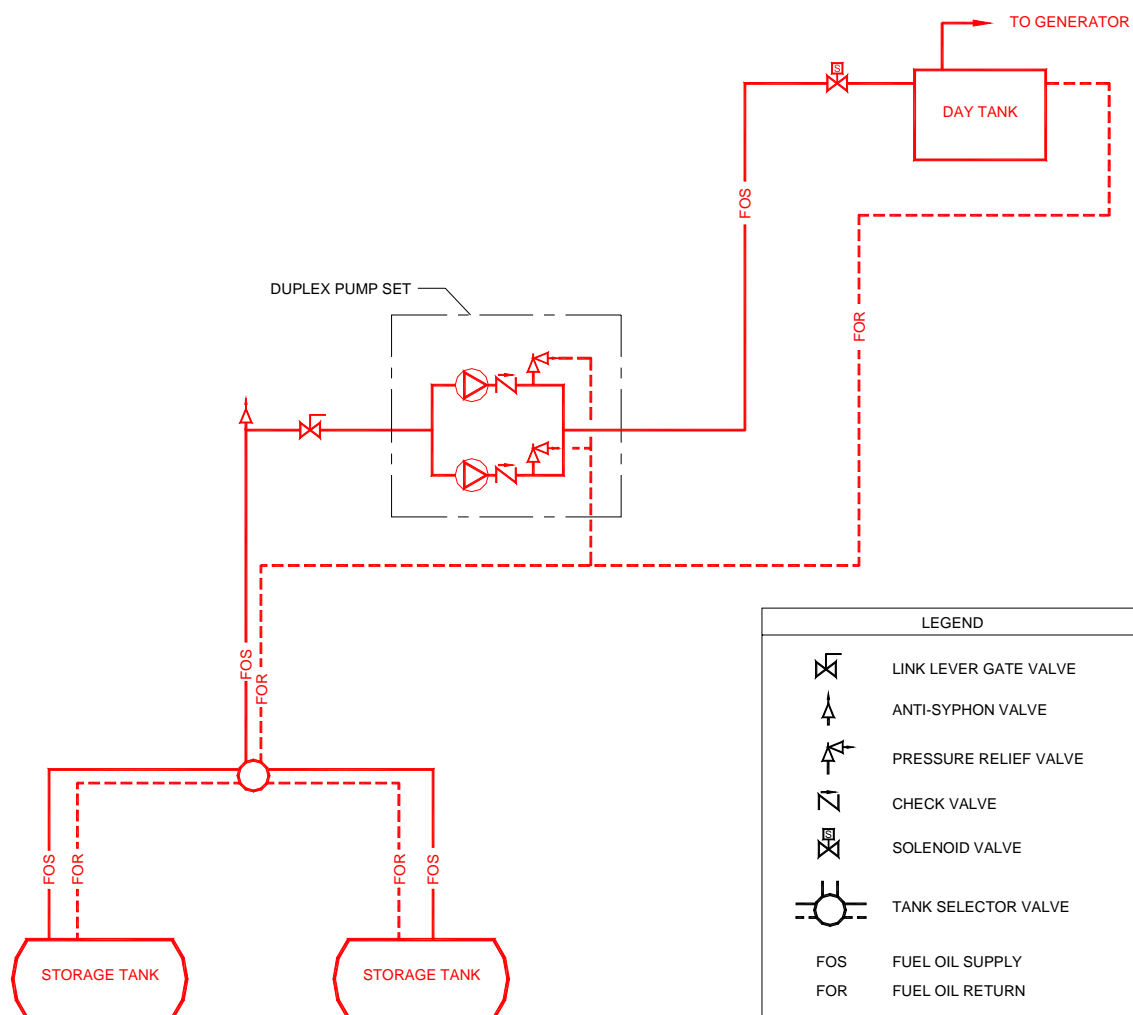 TO GENERATOR
S
DAY TANK
FOS
DUPLEX PUMP SET
FOR
FOS
FOR
FOS
FOR
FOR
FOS
STORAGE TANK
STORAGE TANK
LEGEND
LINK LEVER GATE VALVE
ANTI-SYPHON VALVE
PRESSURE RELIEF VALVE
CHECK VALVE
S
SOLENOID VALVE
TANK SELECTOR VALVE
FOS FUEL OIL SUPPLY
FOR FUEL OIL RETURN